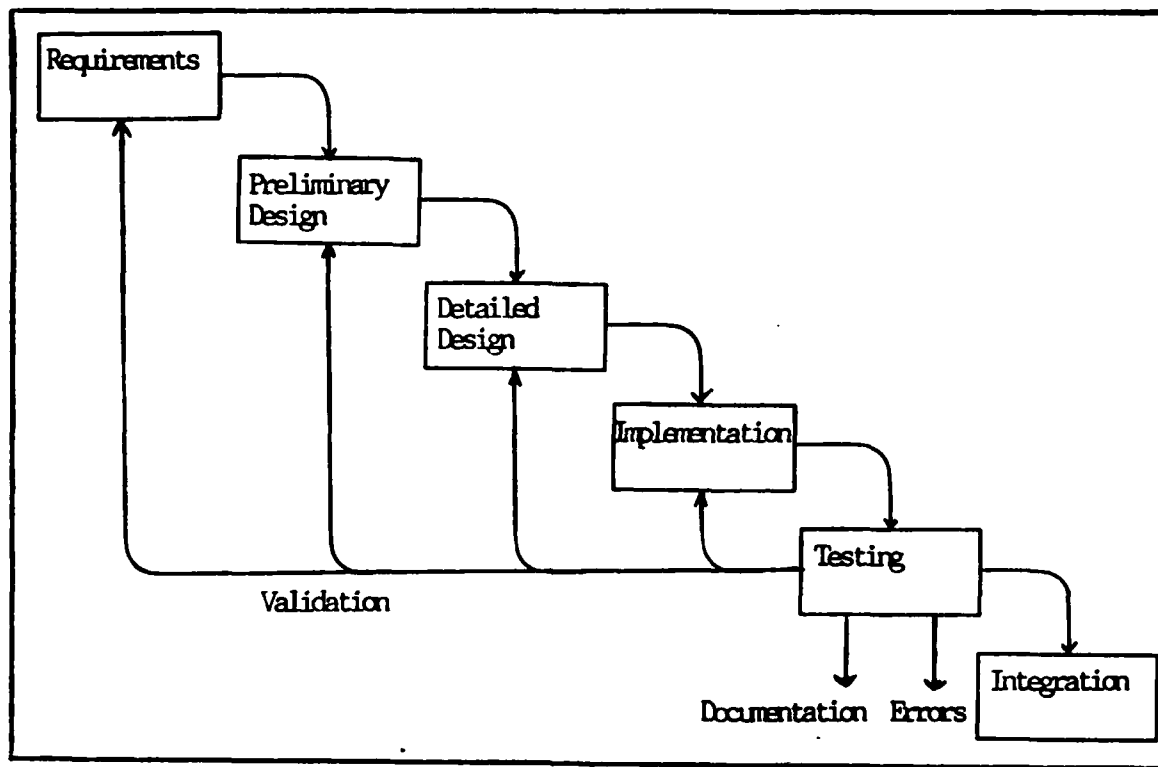 Requirements
Preliminary
Design
Detailed
Design
Implementation
Testing
Validation
Integration
Documentation Errors